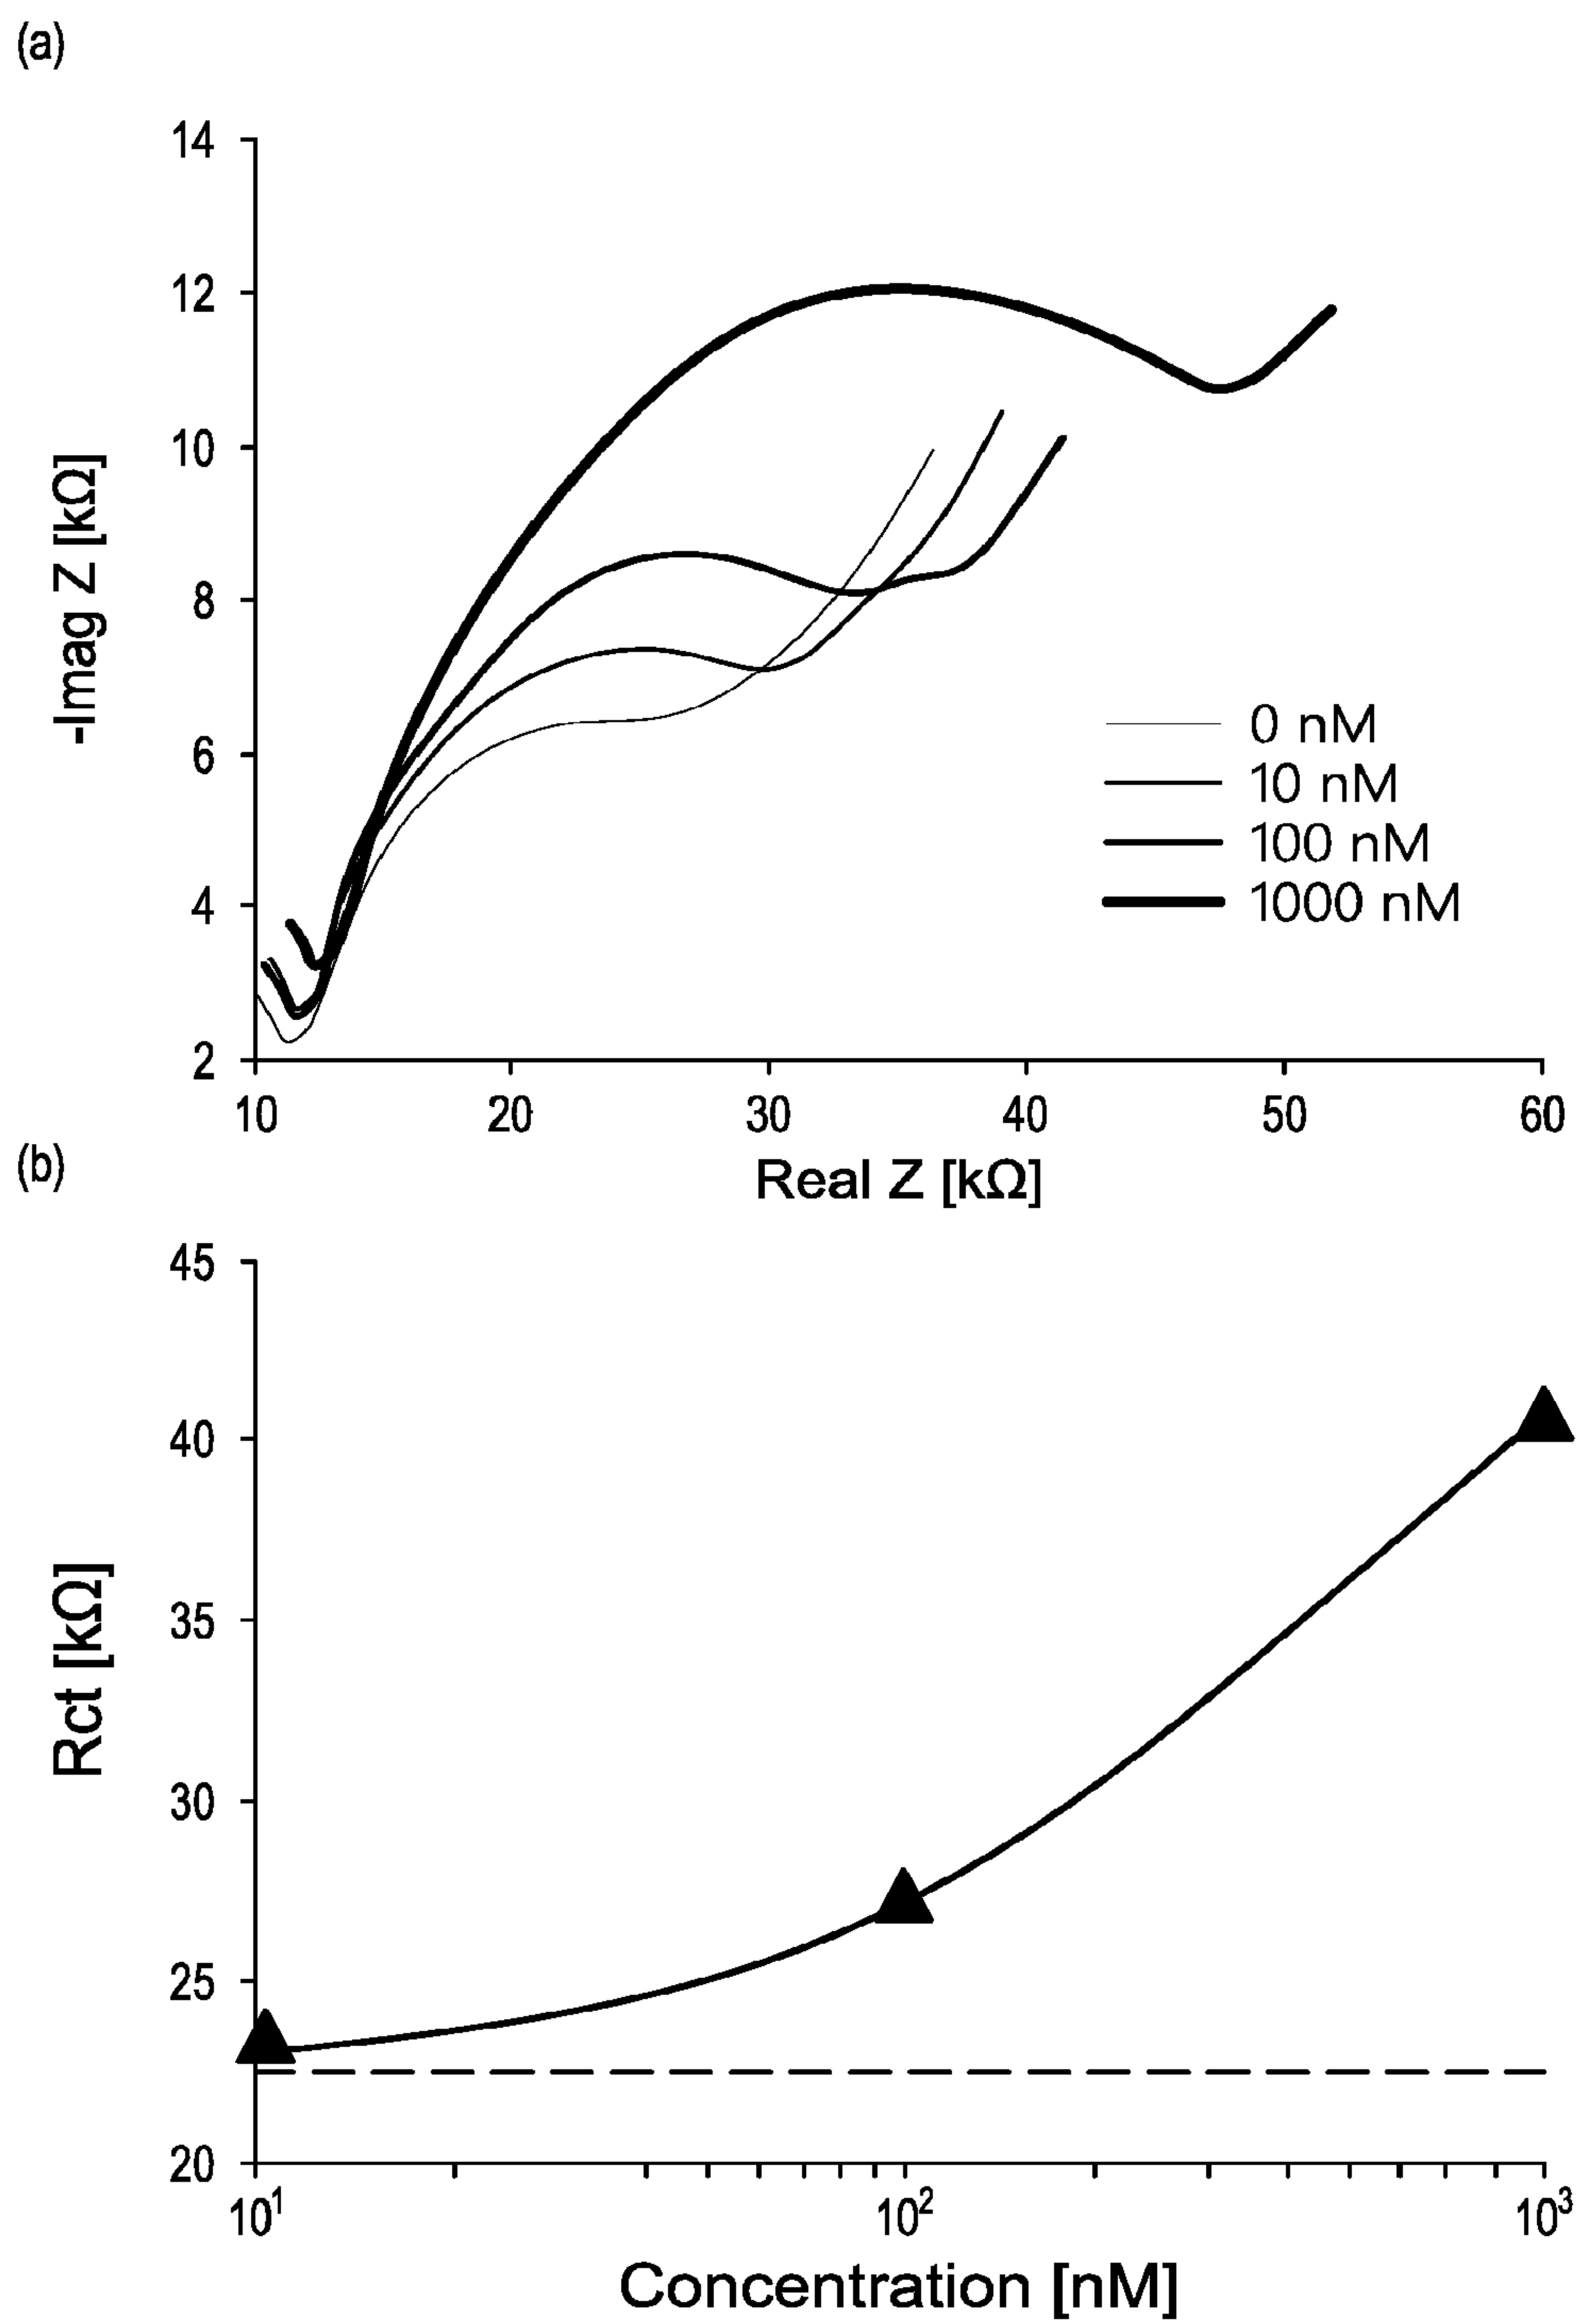 (a)
14
12
10
8
6
4
2
-Imag Z [kΩ]
0 nM
10 nM
100 nM
1000 nM
10 20 30 40 50 60
Real Z [kΩ]
(b)
45
40
35
30
25
20
Rct [kΩ]
10¹ 10² 10³
Concentration [nM]